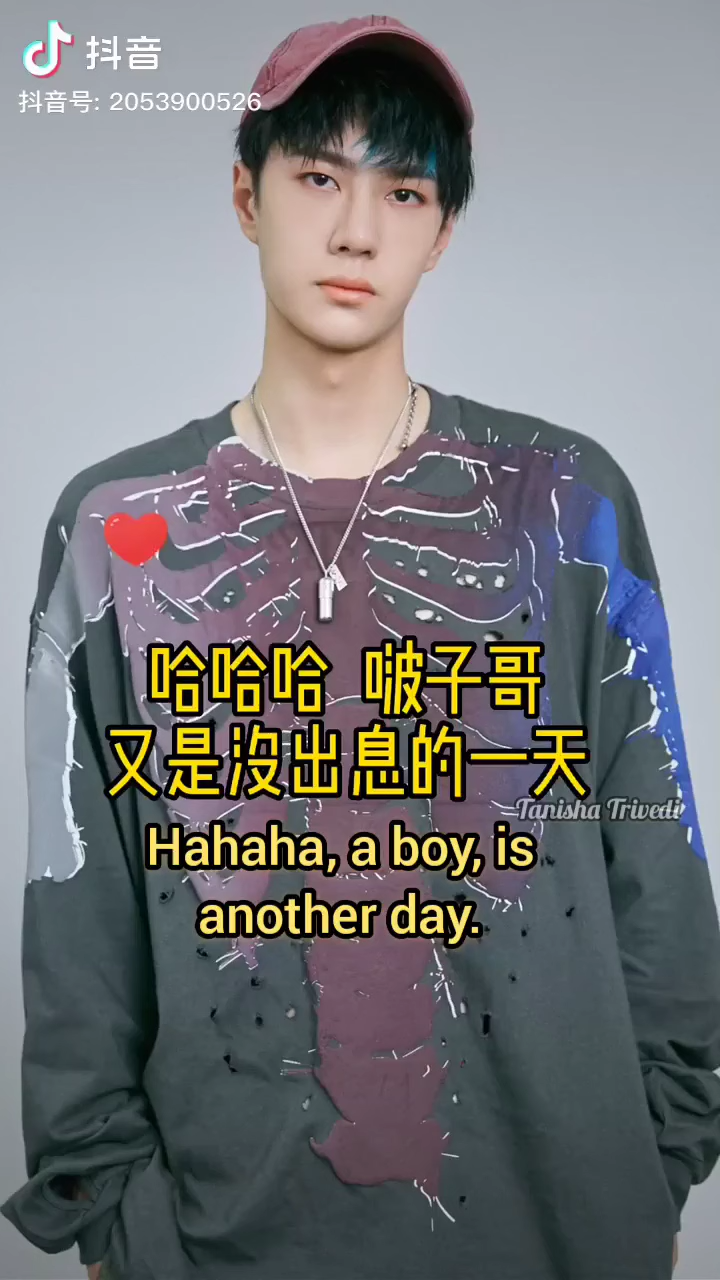 抖音
抖音号: 2053900526
哈哈哈 啵子哥
又是没出息的一天
Tanisha Trivedi
Hahaha, a boy, is
another day.